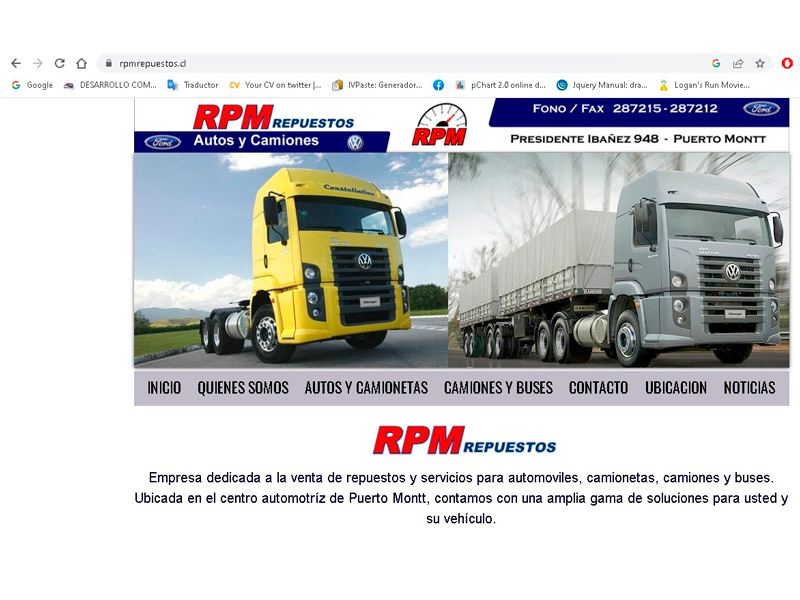 rpmrepuestos.cl
Google DESARROLLO COM... Traductor CV Your CV on twitter |... IVPaste: Generador... pChart 2.0 online d... Jquery Manual: dra... Logan's Run Movie...
RPM REPUESTOS
Ford Autos y Camiones
RPM
FONO / FAX 287215 - 287212 Ford
PRESIDENTE IBAÑEZ 948 - PUERTO MONTT
Constellation
RANDON
RANDON
INICIO QUIENES SOMOS AUTOS Y CAMIONETAS CAMIONES Y BUSES CONTACTO UBICACION NOTICIAS
RPM REPUESTOS
Empresa dedicada a la venta de repuestos y servicios para automoviles, camionetas, camiones y buses.
Ubicada en el centro automotríz de Puerto Montt, contamos con una amplia gama de soluciones para usted y
su vehículo.